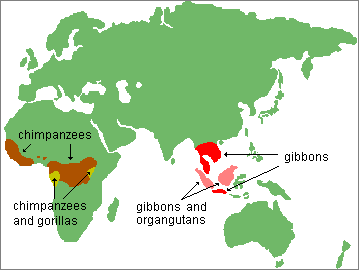 chimpanzees
gibbons
chimpanzees
and gorillas
gibbons and
organgutans